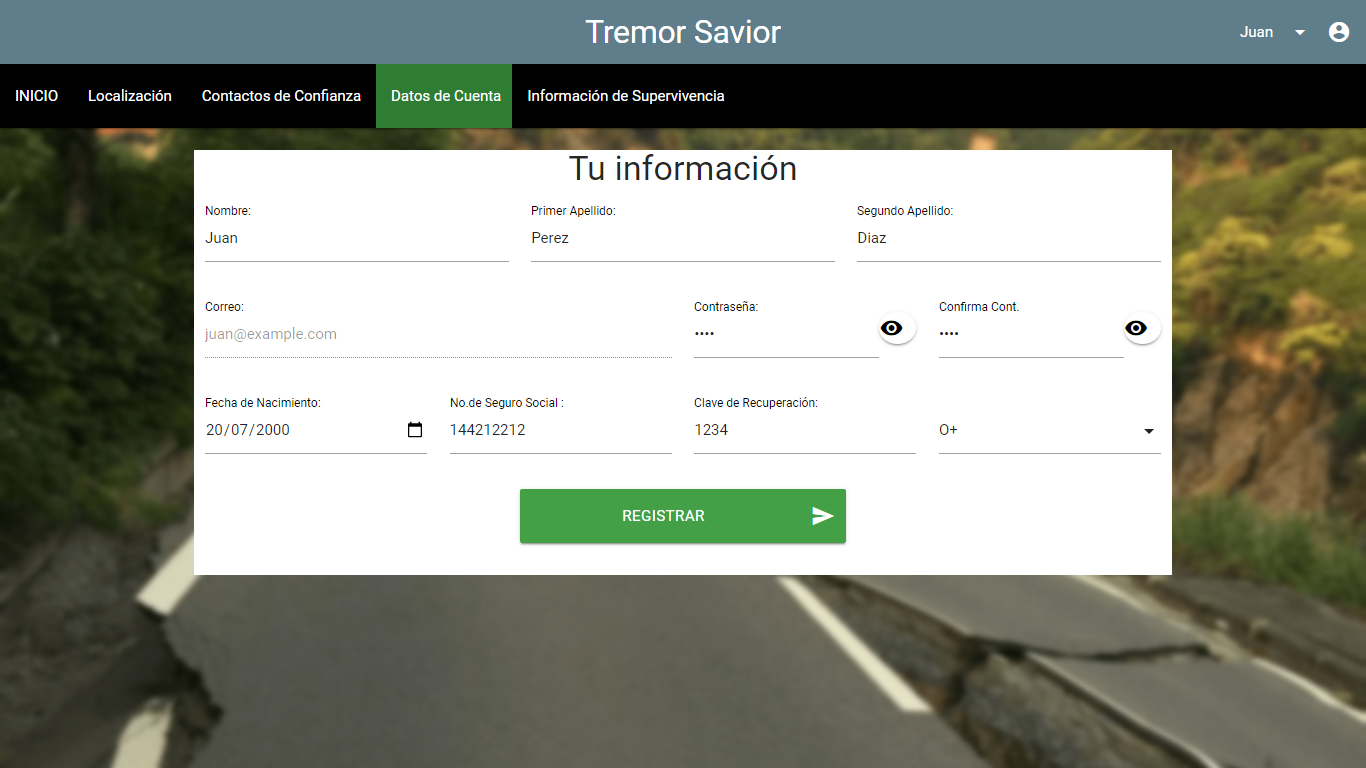 Tremor Savior
Juan
INICIO Localización Contactos de Confianza Datos de Cuenta Información de Supervivencia
Tu información
Nombre: Primer Apellido: Segundo Apellido:
Juan Perez Diaz
Correo: Contraseña: Confirma Cont.
juan@example.com •••• ••••
Fecha de Nacimiento: No.de Seguro Social : Clave de Recuperación:
20/07/2000 144212212 1234 O+
REGISTRAR